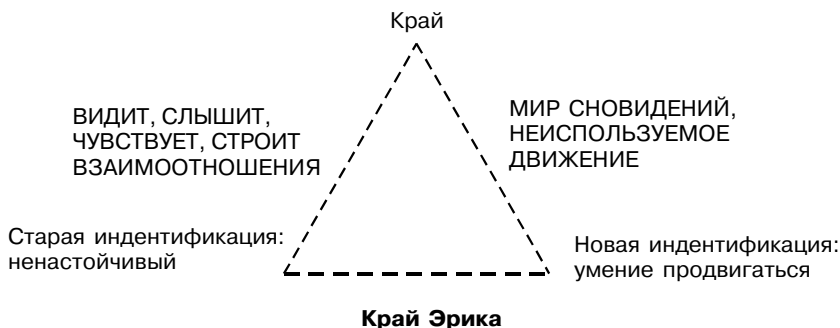 Край
ВИДИТ, СЛЫШИТ,
ЧУВСТВУЕТ, СТРОИТ
ВЗАИМООТНОШЕНИЯ
МИР СНОВИДЕНИЙ,
НЕИСПОЛЬЗУЕМОЕ
ДВИЖЕНИЕ
Старая индентификация:
ненастойчивый
Новая индентификация:
умение продвигаться
Край Эрика